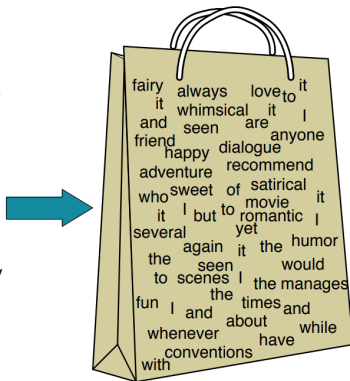 fairy always love to it
it whimsical it I
and seen are anyone
friend happy dialogue
adventure recommend
who sweet of satirical it
it I but to movie romantic I
several yet
again it the humor
the seen would
to scenes I the manages
fun the times and
I and about while
whenever have
conventions
with